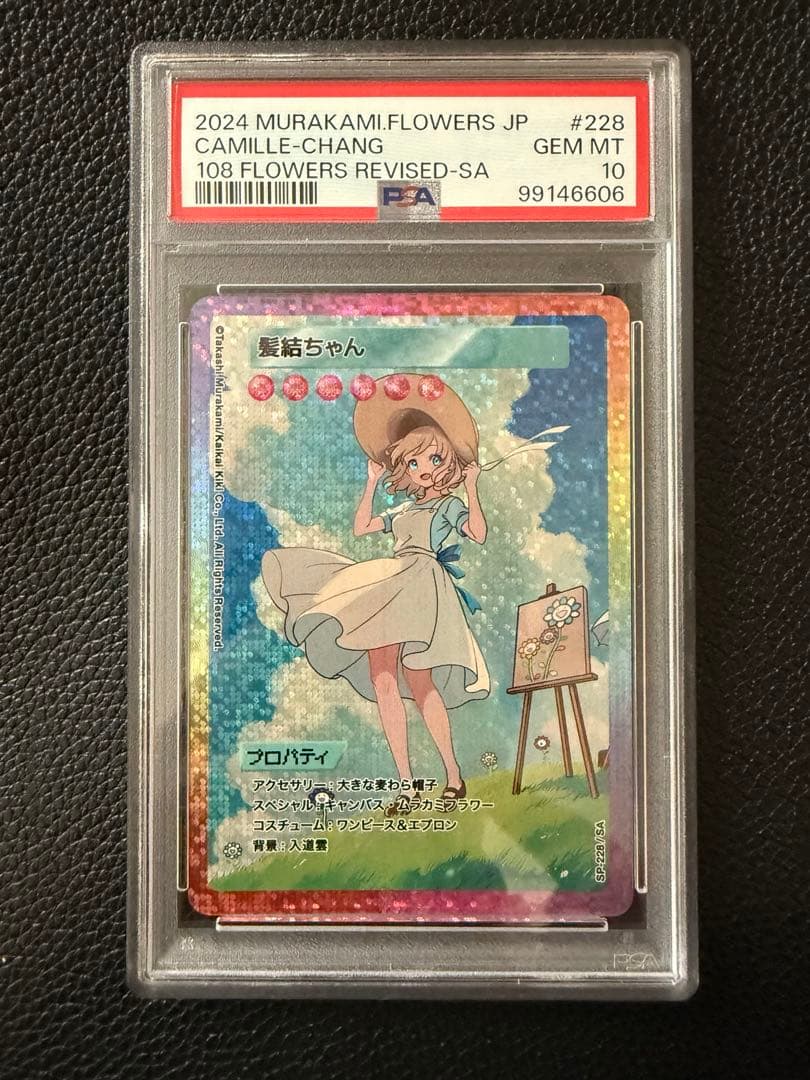 2024 MURAKAMI.FLOWERS JP #228
CAMILLE-CHANG GEM MT
108 FLOWERS REVISED-SA 10
PSA 99146606
髪結ちゃん
©Takashi Murakami/Kaikai Kiki Co., Ltd. All Rights Reserved.
プロパティ
アクセサリー：大きな麦わら帽子
スペシャル：キャンバス・ムラカミフラワー
コスチューム：ワンピース＆エプロン
背景：入道雲
SP-228//SA
PSA